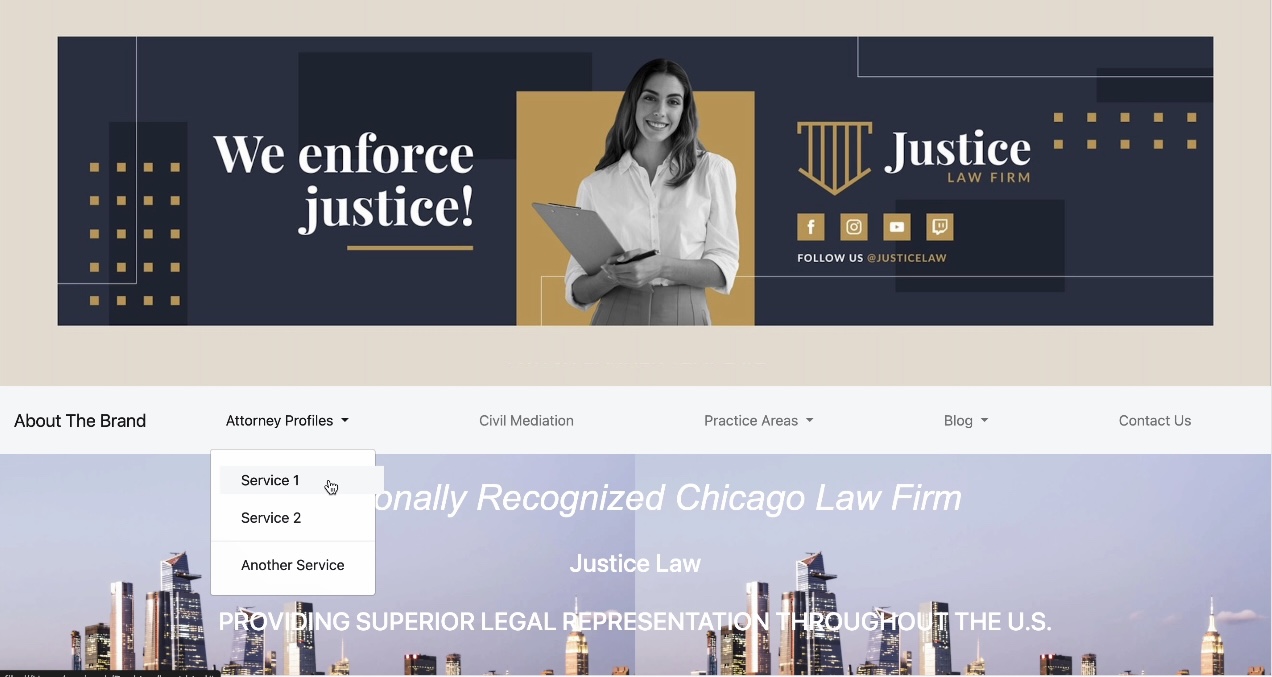 We enforce
justice!
Justice
LAW FIRM
FOLLOW US @JUSTICELAW
About The Brand
Attorney Profiles
Civil Mediation
Practice Areas
Blog
Contact Us
Service 1
Service 2
Another Service
onally Recognized Chicago Law Firm
Justice Law
PROVIDING SUPERIOR LEGAL REPRESENTATION THROUGHOUT THE U.S.